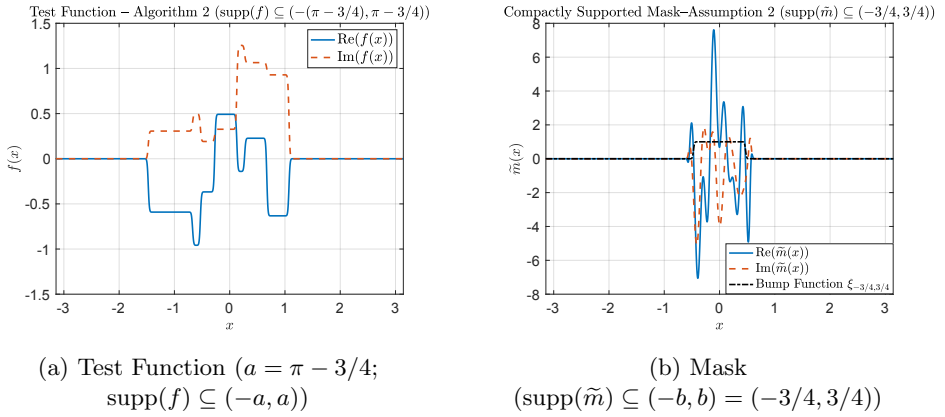 Test Function – Algorithm 2 (supp(f) ⊆ (−(π − 3/4), π − 3/4))
1.5
1
0.5
0
-0.5
-1
-1.5
f(x)
-3
-2
-1
0
1
2
3
x
Re(f(x))
Im(f(x))
(a) Test Function (a = π − 3/4;
supp(f) ⊆ (−a, a))
Compactly Supported Mask–Assumption 2 (supp(m̃) ⊆ (−3/4, 3/4))
8
6
4
2
0
-2
-4
-6
-8
m̃(x)
-3
-2
-1
0
1
2
3
x
Re(m̃(x))
Im(m̃(x))
Bump Function ξ₋₃/₄,₃/₄
(b) Mask
(supp(m̃) ⊆ (−b, b) = (−3/4, 3/4))